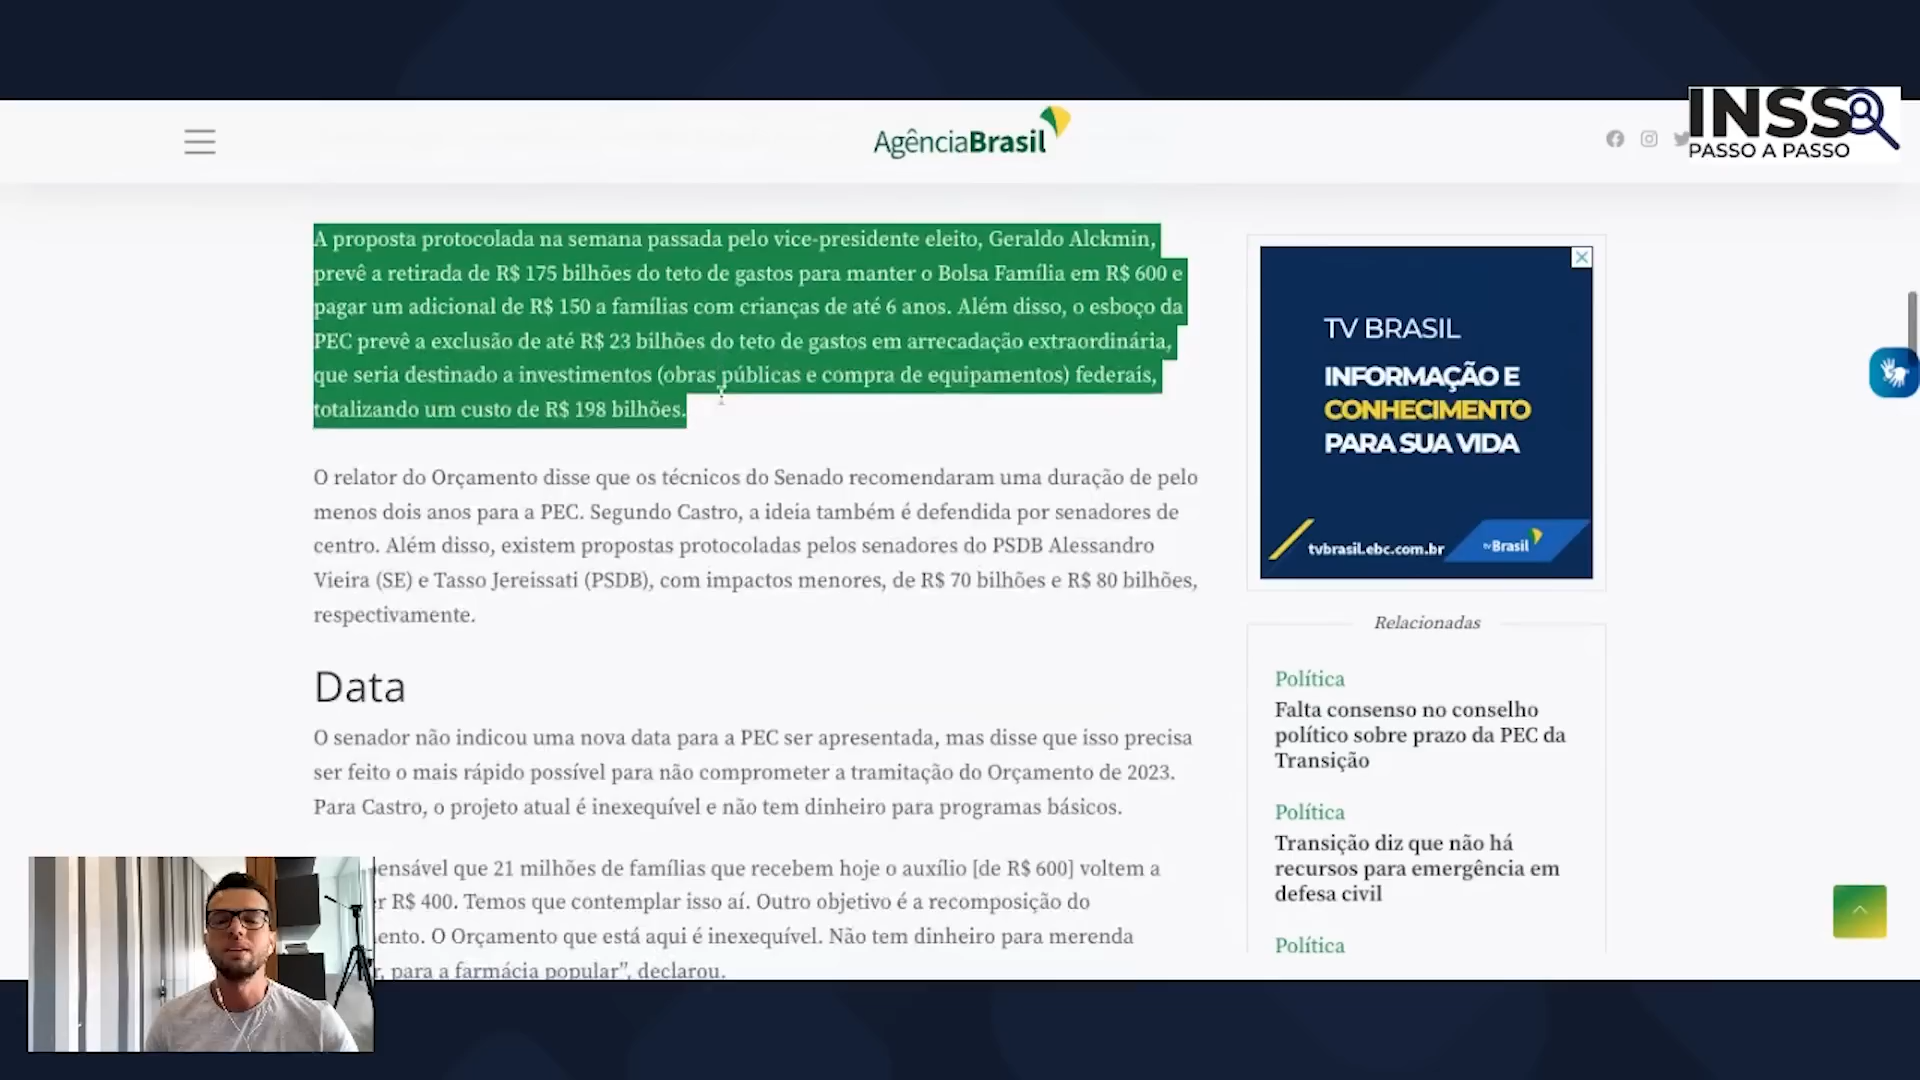 INSS
PASSO A PASSO
AgênciaBrasil
A proposta protocolada na semana passada pelo vice-presidente eleito, Geraldo Alckmin,
prevê a retirada de R$ 175 bilhões do teto de gastos para manter o Bolsa Família em R$ 600 e
pagar um adicional de R$ 150 a famílias com crianças de até 6 anos. Além disso, o esboço da
PEC prevê a exclusão de até R$ 23 bilhões do teto de gastos em arrecadação extraordinária,
que seria destinado a investimentos (obras públicas e compra de equipamentos) federais,
totalizando um custo de R$ 198 bilhões.
O relator do Orçamento disse que os técnicos do Senado recomendaram uma duração de pelo
menos dois anos para a PEC. Segundo Castro, a ideia também é defendida por senadores de
centro. Além disso, existem propostas protocoladas pelos senadores do PSDB Alessandro
Vieira (SE) e Tasso Jereissati (PSDB), com impactos menores, de R$ 70 bilhões e R$ 80 bilhões,
respectivamente.
Data
O senador não indicou uma nova data para a PEC ser apresentada, mas disse que isso precisa
ser feito o mais rápido possível para não comprometer a tramitação do Orçamento de 2023.
Para Castro, o projeto atual é inexequível e não tem dinheiro para programas básicos.
ensável que 21 milhões de famílias que recebem hoje o auxílio [de R$ 600] voltem a
r R$ 400. Temos que contemplar isso aí. Outro objetivo é a recomposição do
ento. O Orçamento que está aqui é inexequível. Não tem dinheiro para merenda
r, para a farmácia popular”, declarou.
TV BRASIL
INFORMAÇÃO E
CONHECIMENTO
PARA SUA VIDA
tvbrasil.ebc.com.br
tvBrasil
Relacionadas
Política
Falta consenso no conselho
político sobre prazo da PEC da
Transição
Política
Transição diz que não há
recursos para emergência em
defesa civil
Política